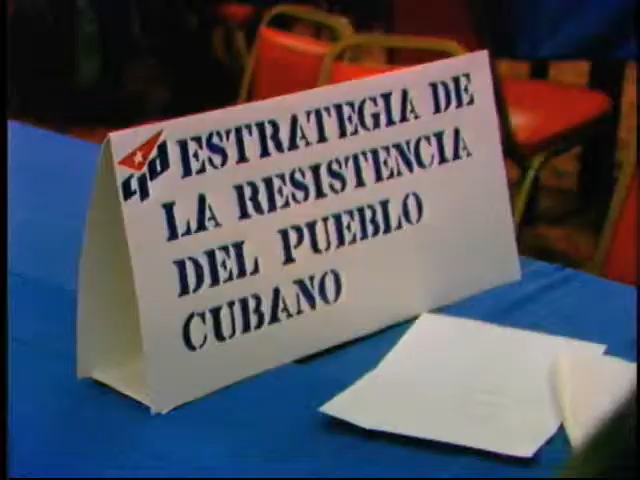 ESTRATEGIA DE
LA RESISTENCIA
DEL PUEBLO
CUBANO